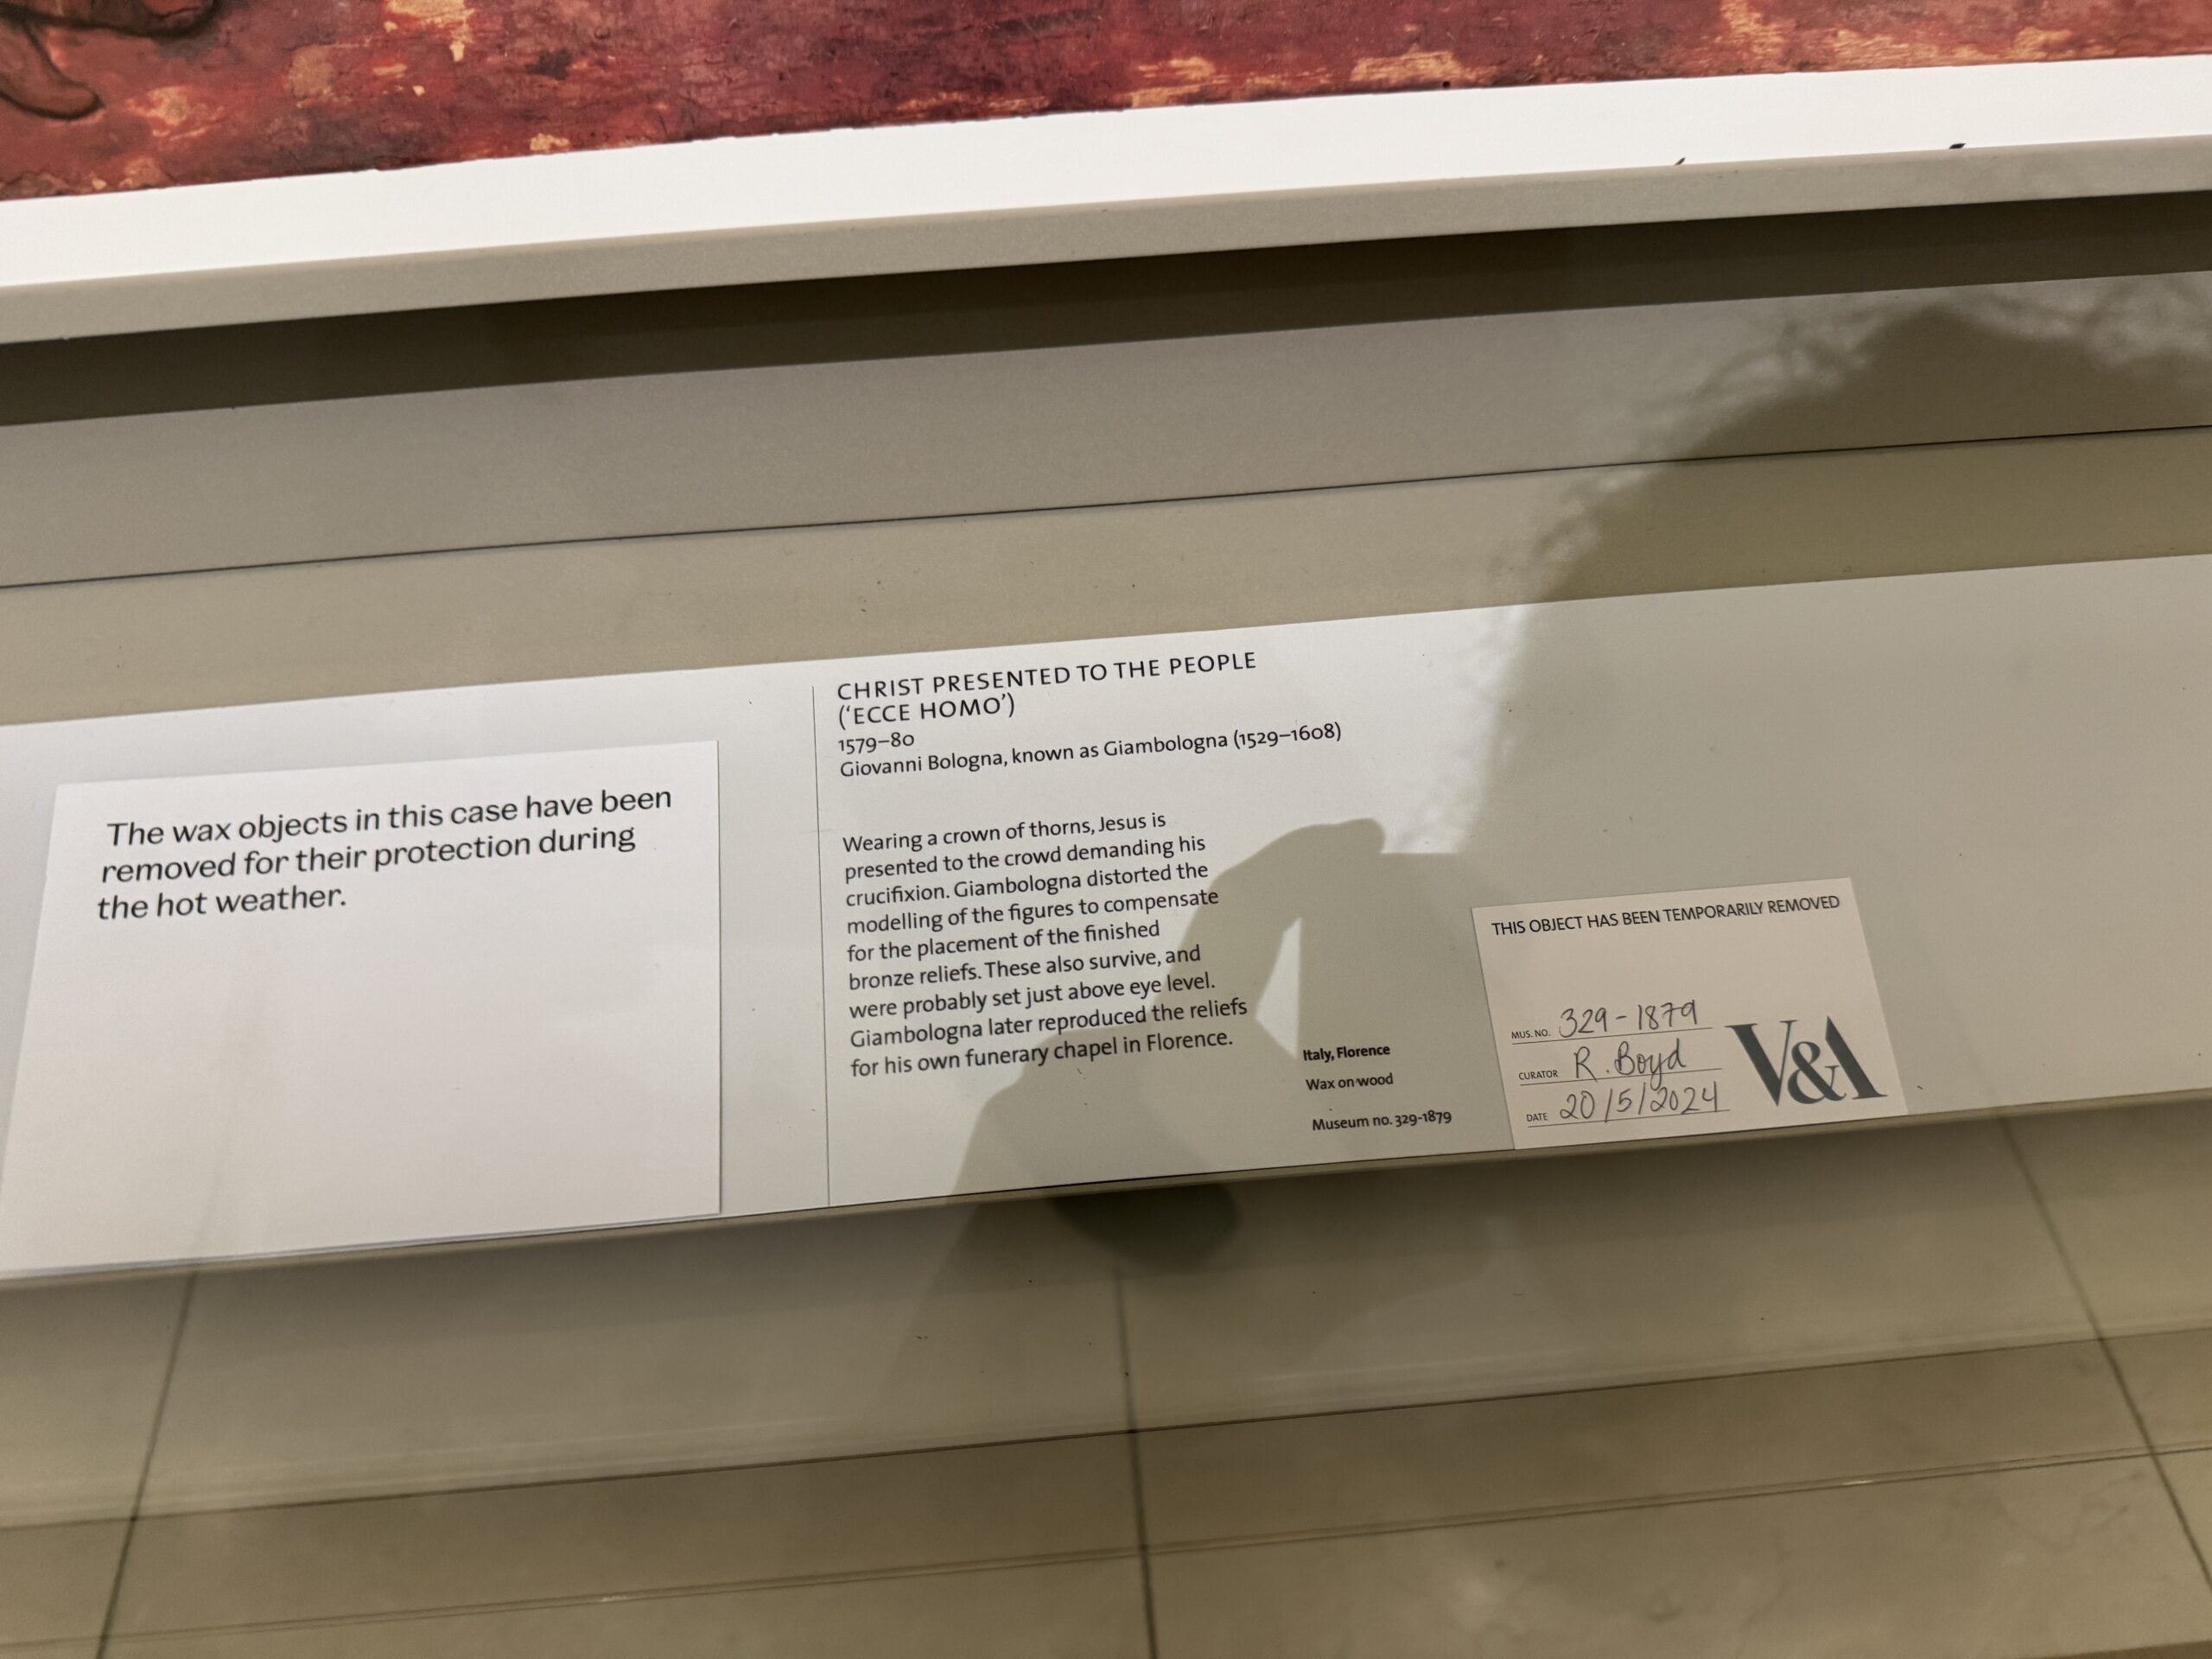 The wax objects in this case have been
removed for their protection during
the hot weather.
CHRIST PRESENTED TO THE PEOPLE
(‘ECCE HOMO’)
1579–80
Giovanni Bologna, known as Giambologna (1529–1608)
Wearing a crown of thorns, Jesus is
presented to the crowd demanding his
crucifixion. Giambologna distorted the
modelling of the figures to compensate
for the placement of the finished
bronze reliefs. These also survive, and
were probably set just above eye level.
Giambologna later reproduced the reliefs
for his own funerary chapel in Florence.
Italy, Florence
Wax on wood
Museum no. 329-1879
THIS OBJECT HAS BEEN TEMPORARILY REMOVED
MUS. NO. 329-1879
CURATOR R. Boyd
DATE 20/5/2024
V&A